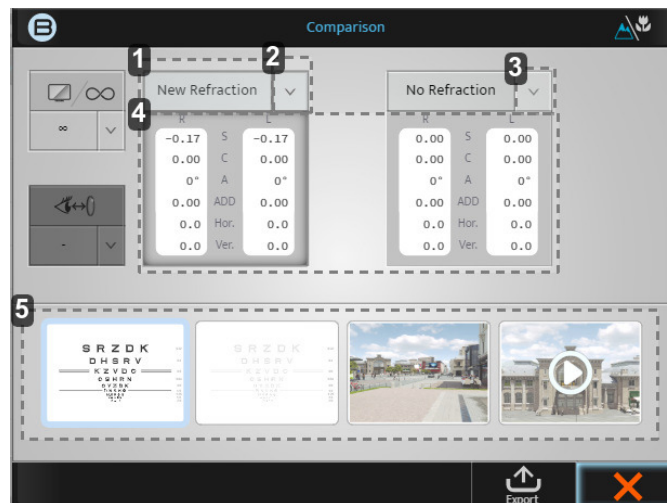 B Comparison
1 2 3
New Refraction No Refraction
4
∞
R L
-0.17 S -0.17 0.00 S 0.00
0.00 C 0.00 0.00 C 0.00
0° A 0° 0° A 0°
0.00 ADD 0.00 0.00 ADD 0.00
0.0 Hor. 0.0 0.0 Hor. 0.0
0.0 Ver. 0.0 0.0 Ver. 0.0
5
S R Z D K S R Z D K
D H S R V D H S R V
K Z V D O K Z V D O
O S H R N
Export